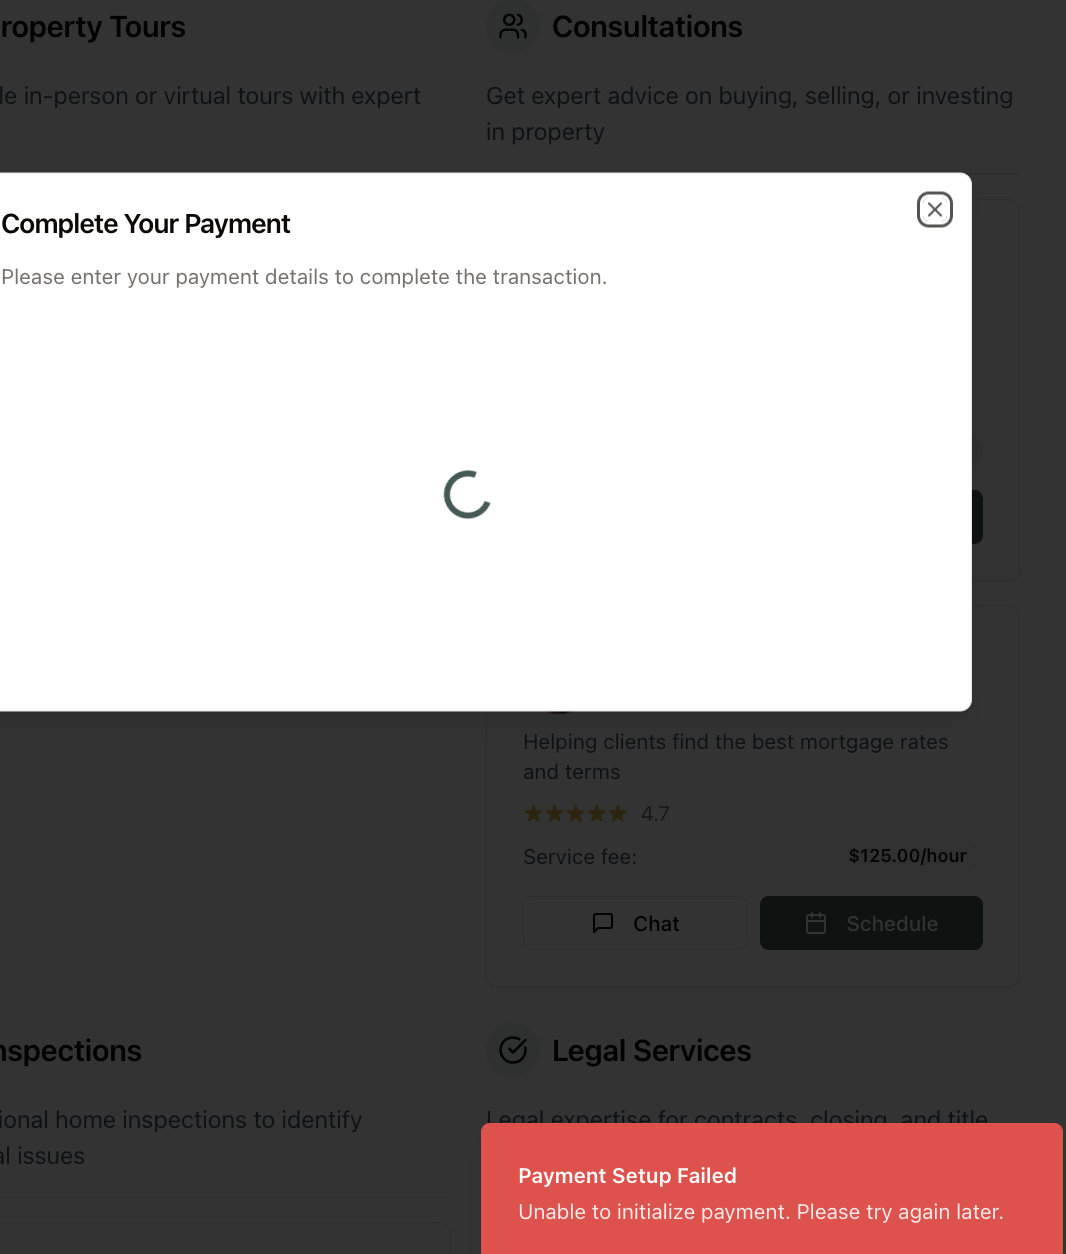 roperty Tours
Consultations
le in-person or virtual tours with expert
Get expert advice on buying, selling, or investing
in property
Complete Your Payment
Please enter your payment details to complete the transaction.
Helping clients find the best mortgage rates
and terms
4.7
Service fee:
$125.00/hour
Chat
Schedule
nspections
Legal Services
ional home inspections to identify
al issues
Legal expertise for contracts, closing, and title
Payment Setup Failed
Unable to initialize payment. Please try again later.